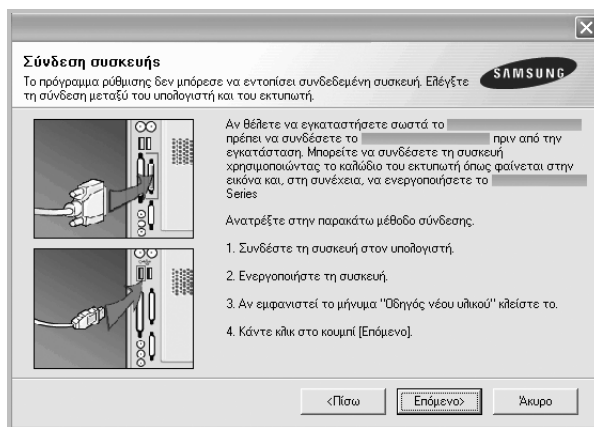 Σύνδεση συσκευής
Το πρόγραμμα ρύθμισης δεν μπόρεσε να εντοπίσει συνδεδεμένη συσκευή. Ελέγξτε
τη σύνδεση μεταξύ του υπολογιστή και του εκτυπωτή.
SAMSUNG
Αν θέλετε να εγκαταστήσετε σωστά το
πρέπει να συνδέσετε το πριν από την
εγκατάσταση. Μπορείτε να συνδέσετε τη συσκευή
χρησιμοποιώντας το καλώδιο του εκτυπωτή όπως φαίνεται στην
εικόνα και, στη συνέχεια, να ενεργοποιήσετε το
Series
Ανατρέξτε στην παρακάτω μέθοδο σύνδεσης.
1. Συνδέστε τη συσκευή στον υπολογιστή.
2. Ενεργοποιήστε τη συσκευή.
3. Αν εμφανιστεί το μήνυμα "Οδηγός νέου υλικού" κλείστε το.
4. Κάντε κλικ στο κουμπί [Επόμενο].
<Πίσω
Επόμενο>
Άκυρο